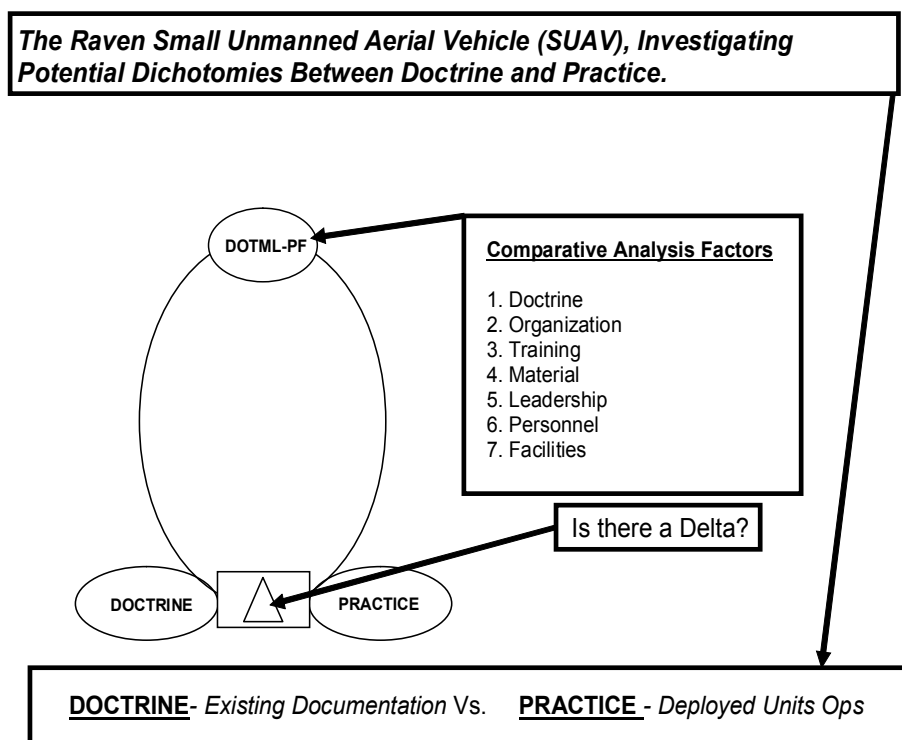 The Raven Small Unmanned Aerial Vehicle (SUAV), Investigating
Potential Dichotomies Between Doctrine and Practice.
DOTML-PF
Comparative Analysis Factors
1. Doctrine
2. Organization
3. Training
4. Material
5. Leadership
6. Personnel
7. Facilities
Is there a Delta?
DOCTRINE
PRACTICE
DOCTRINE- Existing Documentation Vs. PRACTICE - Deployed Units Ops